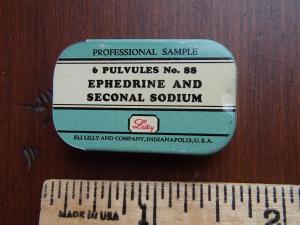 PROFESSIONAL SAMPLE
6 PULVULES No. 88
EPHEDRINE AND
SECONAL SODIUM
Lilly
ELI LILLY AND COMPANY, INDIANAPOLIS, U.S.A.
1 2
MADE IN USA